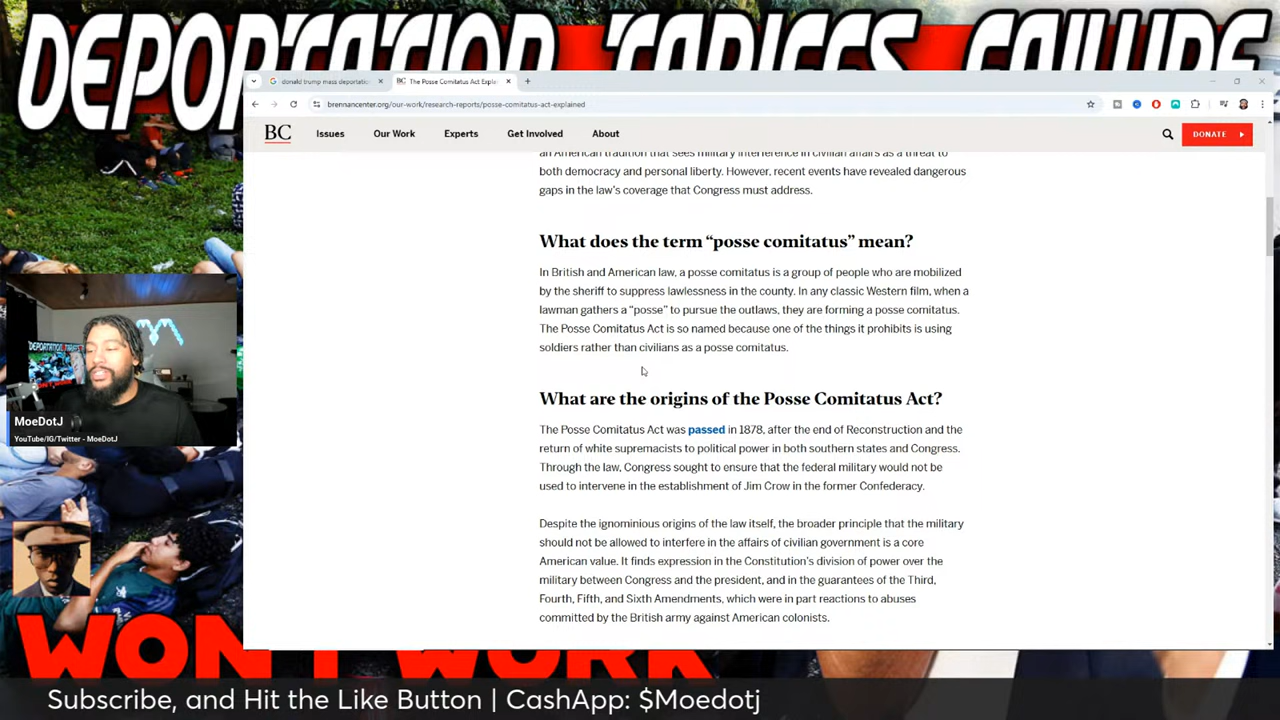 DEPORTATION, TARIFFS FAILURE
donald trump mass deportatio
BC The Posse Comitatus Act Expla
brennancenter.org/our-work/research-reports/posse-comitatus-act-explained
BC Issues Our Work Experts Get Involved About DONATE
an American tradition that sees military interference in civilian affairs as a threat to
both democracy and personal liberty. However, recent events have revealed dangerous
gaps in the law's coverage that Congress must address.
What does the term “posse comitatus” mean?
In British and American law, a posse comitatus is a group of people who are mobilized
by the sheriff to suppress lawlessness in the county. In any classic Western film, when a
lawman gathers a “posse” to pursue the outlaws, they are forming a posse comitatus.
The Posse Comitatus Act is so named because one of the things it prohibits is using
soldiers rather than civilians as a posse comitatus.
What are the origins of the Posse Comitatus Act?
The Posse Comitatus Act was passed in 1878, after the end of Reconstruction and the
return of white supremacists to political power in both southern states and Congress.
Through the law, Congress sought to ensure that the federal military would not be
used to intervene in the establishment of Jim Crow in the former Confederacy.
Despite the ignominious origins of the law itself, the broader principle that the military
should not be allowed to interfere in the affairs of civilian government is a core
American value. It finds expression in the Constitution's division of power over the
military between Congress and the president, and in the guarantees of the Third,
Fourth, Fifth, and Sixth Amendments, which were in part reactions to abuses
committed by the British army against American colonists.
MoeDotJ
YouTube/IG/Twitter - MoeDotJ
WON'T WORK
Subscribe, and Hit the Like Button | CashApp: $Moedotj